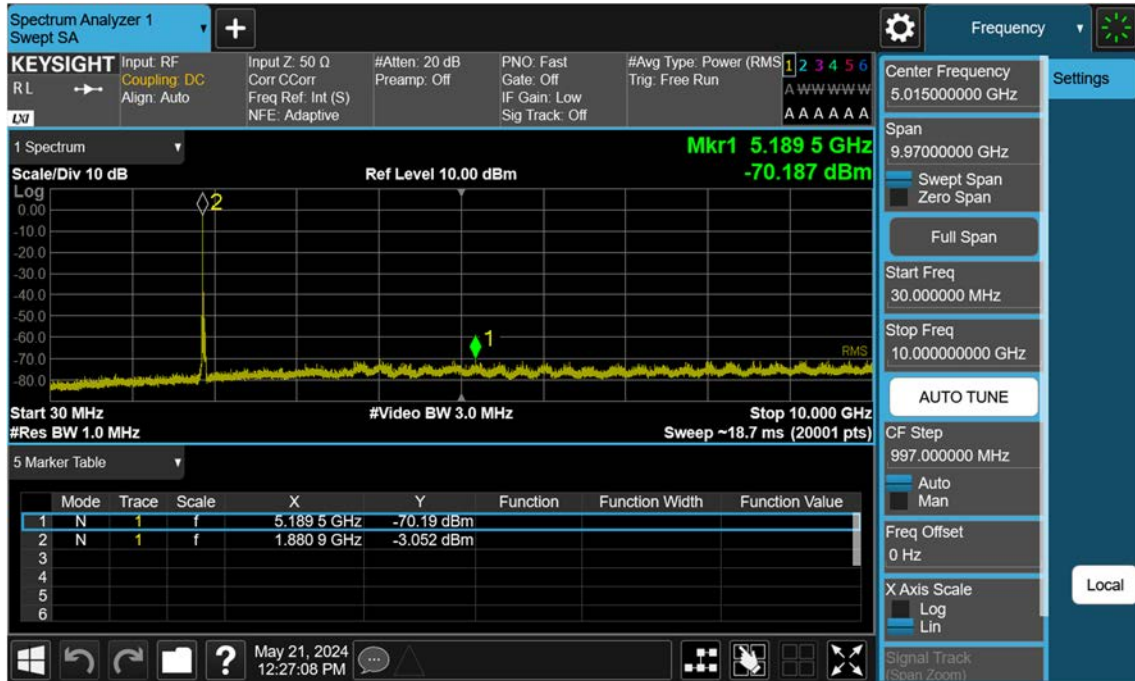 Spectrum Analyzer 1
Swept SA
+
Frequency
KEYSIGHT
R L
LXI
Input: RF
Coupling: DC
Align: Auto
Input Z: 50 Ω
Corr CCorr
Freq Ref: Int (S)
NFE: Adaptive
#Atten: 20 dB
Preamp: Off
PNO: Fast
Gate: Off
IF Gain: Low
Sig Track: Off
#Avg Type: Power (RMS)
Trig: Free Run
1 2 3 4 5 6
A W W W W W
A A A A A A
1 Spectrum
Mkr1 5.189 5 GHz
Scale/Div 10 dB
Ref Level 10.00 dBm
-70.187 dBm
Log
0.00
-10.0
-20.0
-30.0
-40.0
-50.0
-60.0
-70.0
-80.0
2
1
RMS
Start 30 MHz
#Video BW 3.0 MHz
Stop 10.000 GHz
#Res BW 1.0 MHz
Sweep ~18.7 ms (20001 pts)
5 Marker Table
Mode Trace Scale X Y Function Function Width Function Value
1 N 1 f 5.189 5 GHz -70.19 dBm
2 N 1 f 1.880 9 GHz -3.052 dBm
3
4
5
6
?
May 21, 2024
12:27:08 PM
Center Frequency
5.015000000 GHz
Settings
Span
9.97000000 GHz
Swept Span
Zero Span
Full Span
Start Freq
30.000000 MHz
Stop Freq
10.000000000 GHz
AUTO TUNE
CF Step
997.000000 MHz
Auto
Man
Freq Offset
0 Hz
X Axis Scale
Log
Lin
Local
Signal Track
(Span Zoom)